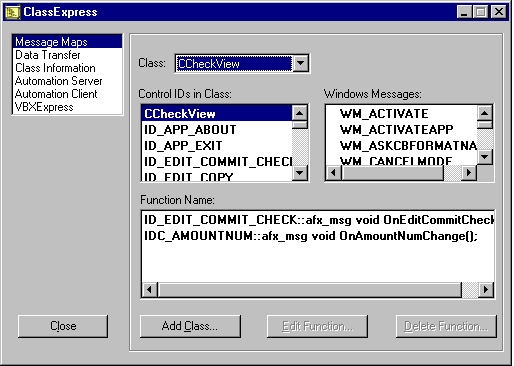 ClassExpress
Message Maps
Data Transfer
Class Information
Automation Server
Automation Client
VBXExpress
Class:
CCheckView
Control IDs in Class:
CCheckView
ID_APP_ABOUT
ID_APP_EXIT
ID_EDIT_COMMIT_CHEC
ID_EDIT_COPY
Windows Messages:
WM_ACTIVATE
WM_ACTIVATEAPP
WM_ASKCBFORMATNA
WM_CANCELMODE
Function Name:
ID_EDIT_COMMIT_CHECK::afx_msg void OnEditCommitCheck
IDC_AMOUNTNUM::afx_msg void OnAmountNumChange();
Close
Add Class...
Edit Function...
Delete Function...